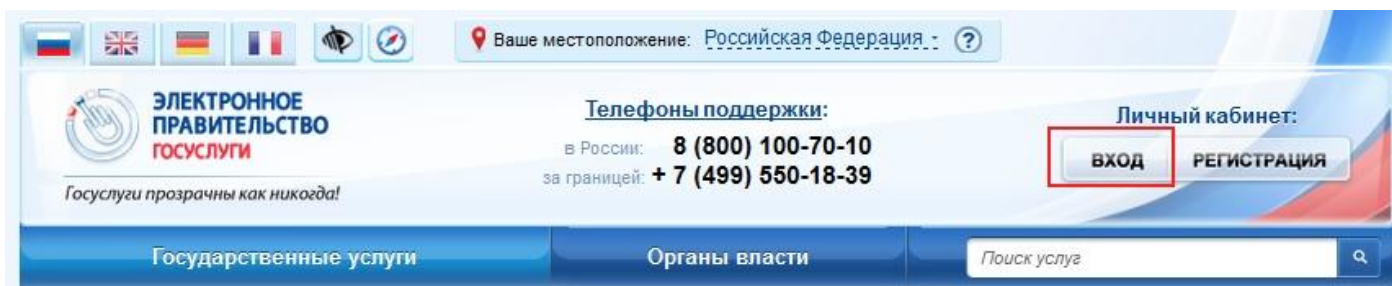 Ваше местоположение: Российская Федерация
ЭЛЕКТРОННОЕ
ПРАВИТЕЛЬСТВО
ГОСУСЛУГИ
Госуслуги прозрачны как никогда!
Телефоны поддержки:
в России: 8 (800) 100-70-10
за границей: + 7 (499) 550-18-39
Личный кабинет:
ВХОД РЕГИСТРАЦИЯ
Государственные услуги Органы власти Поиск услуг